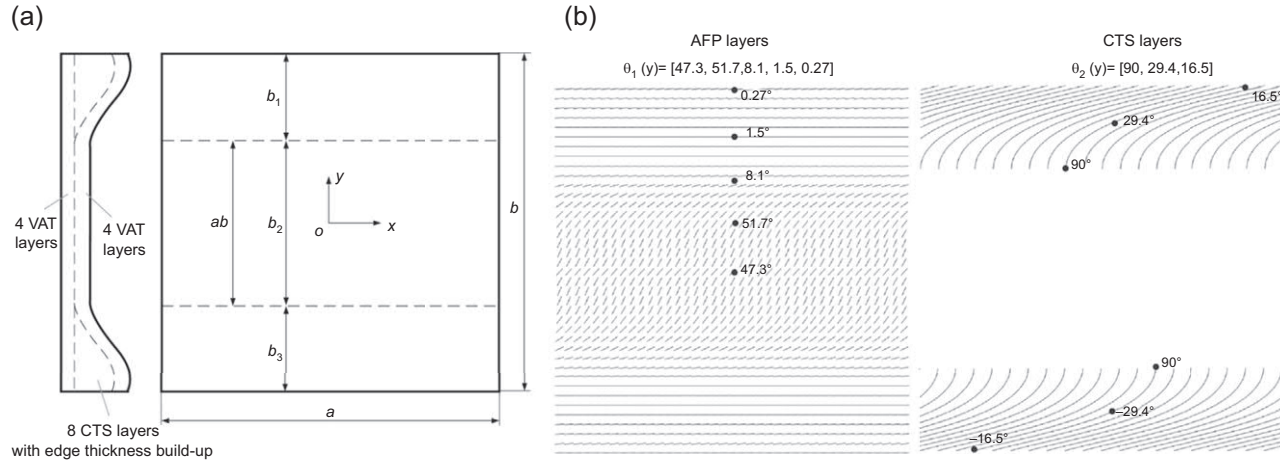 (a)
b1
y
x
o
ab
b2
b
b3
a
4 VAT
layers
4 VAT
layers
8 CTS layers
with edge thickness build-up
(b)
AFP layers
θ1 (y)= [47.3, 51.7,8.1, 1.5, 0.27]
0.27°
1.5°
8.1°
51.7°
47.3°
CTS layers
θ2 (y)=[90, 29.4,16.5]
16.5°
29.4°
90°
90°
–29.4°
–16.5°